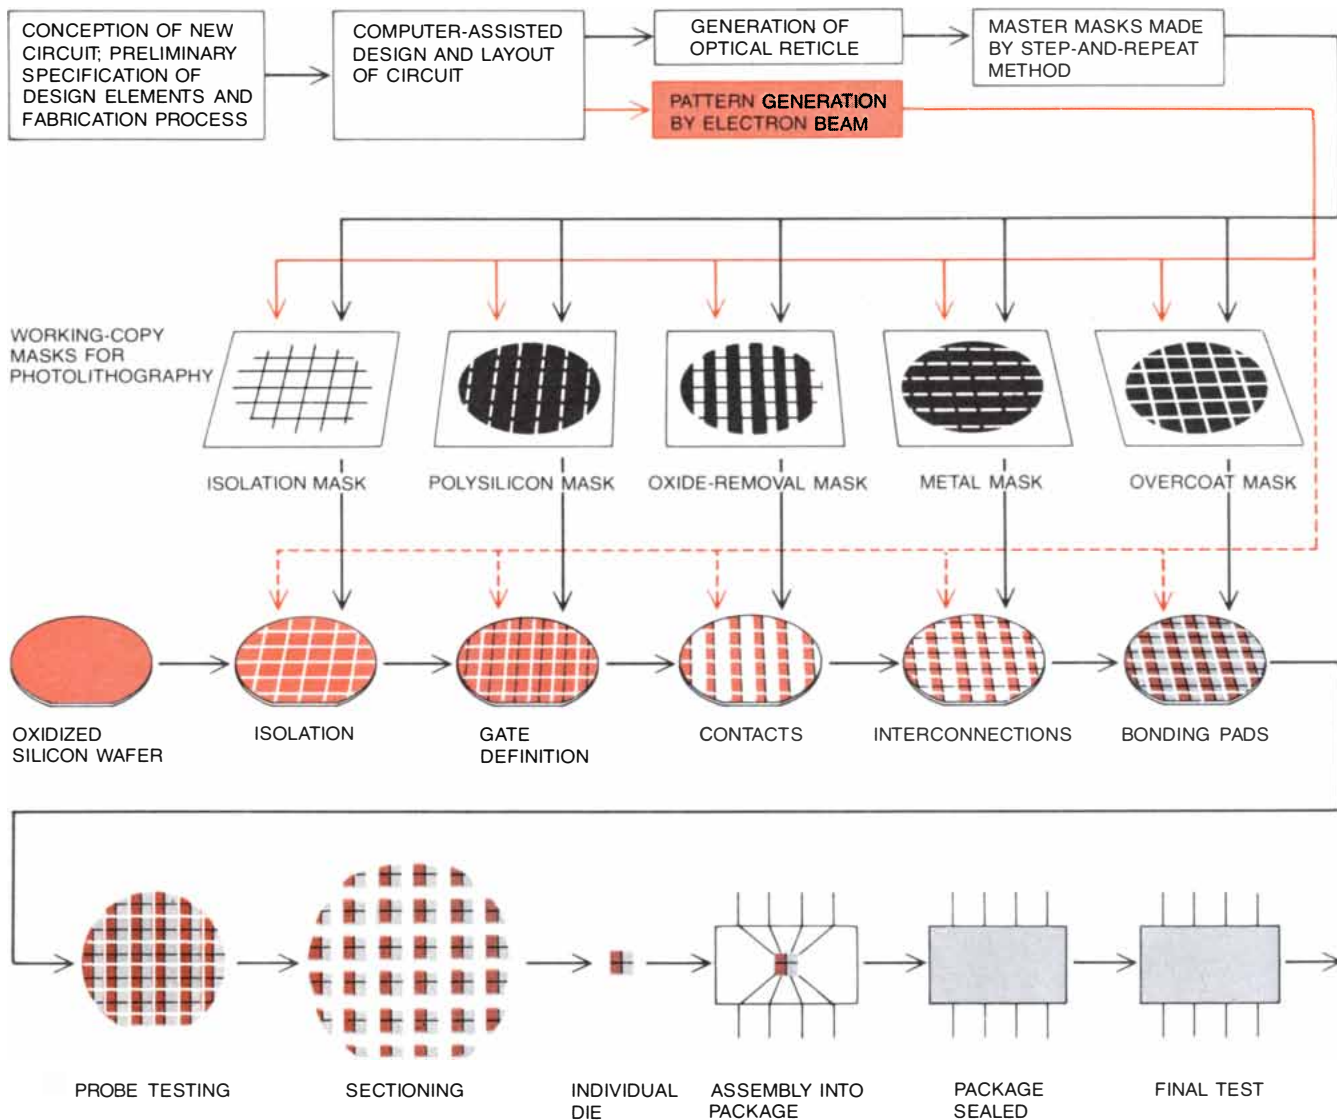 CONCEPTION OF NEW
CIRCUIT; PRELIMINARY
SPECIFICATION OF
DESIGN ELEMENTS AND
FABRICATION PROCESS
COMPUTER-ASSISTED
DESIGN AND LAYOUT
OF CIRCUIT
GENERATION OF
OPTICAL RETICLE
MASTER MASKS MADE
BY STEP-AND-REPEAT
METHOD
PATTERN GENERATION
BY ELECTRON BEAM
WORKING-COPY
MASKS FOR
PHOTOLITHOGRAPHY
ISOLATION MASK
POLYSILICON MASK
OXIDE-REMOVAL MASK
METAL MASK
OVERCOAT MASK
OXIDIZED
SILICON WAFER
ISOLATION
GATE
DEFINITION
CONTACTS
INTERCONNECTIONS
BONDING PADS
PROBE TESTING
SECTIONING
INDIVIDUAL
DIE
ASSEMBLY INTO
PACKAGE
PACKAGE
SEALED
FINAL TEST